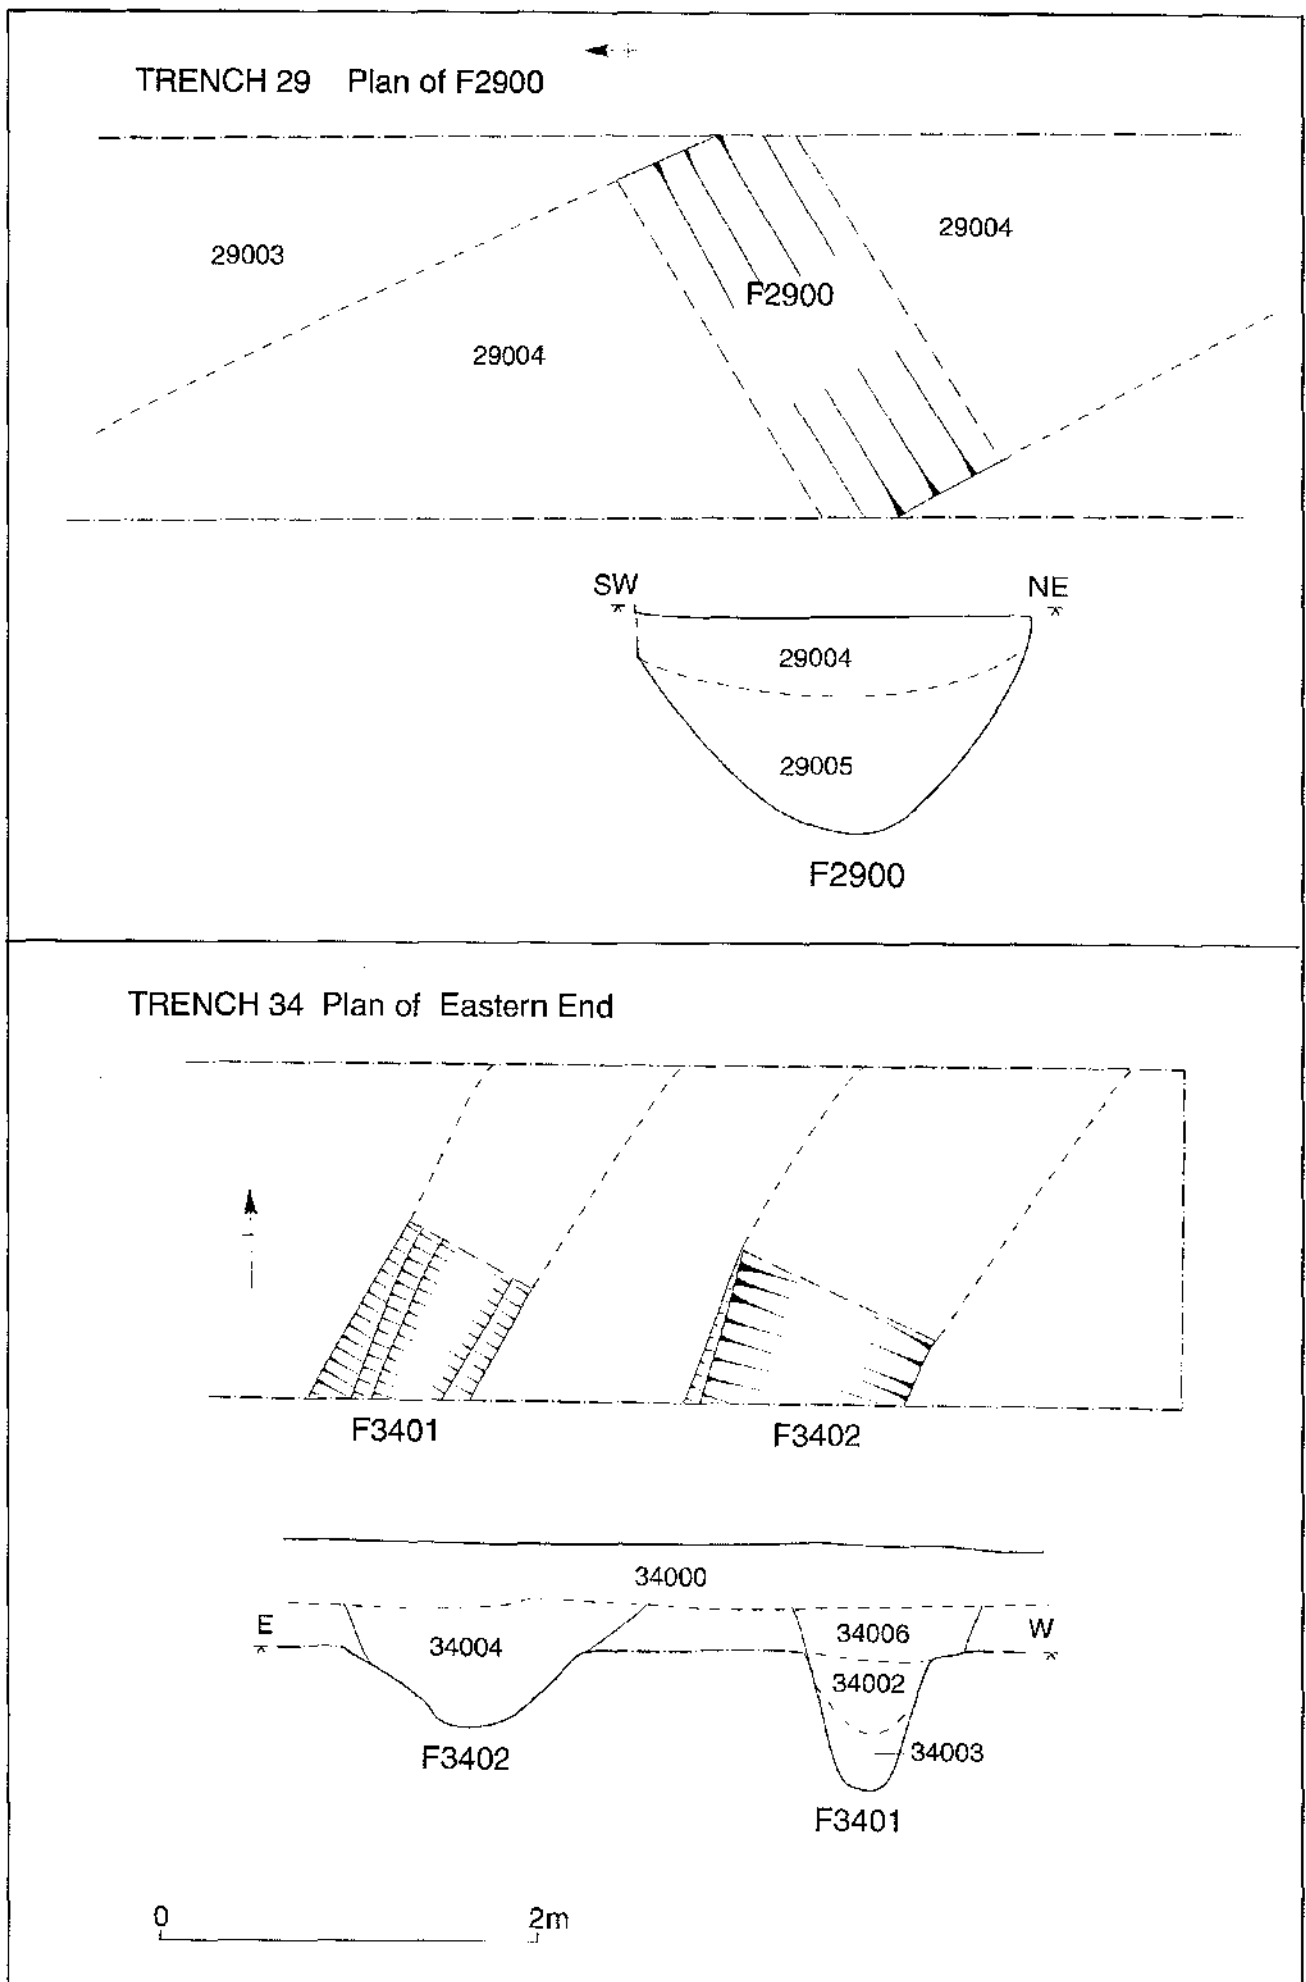 TRENCH 29 Plan of F2900
29003
29004
F2900
29004
SW NE
29004
29005
F2900
TRENCH 34 Plan of Eastern End
F3401 F3402
34000
E 34004 34006 W
34002
34003
F3402
F3401
0 2m